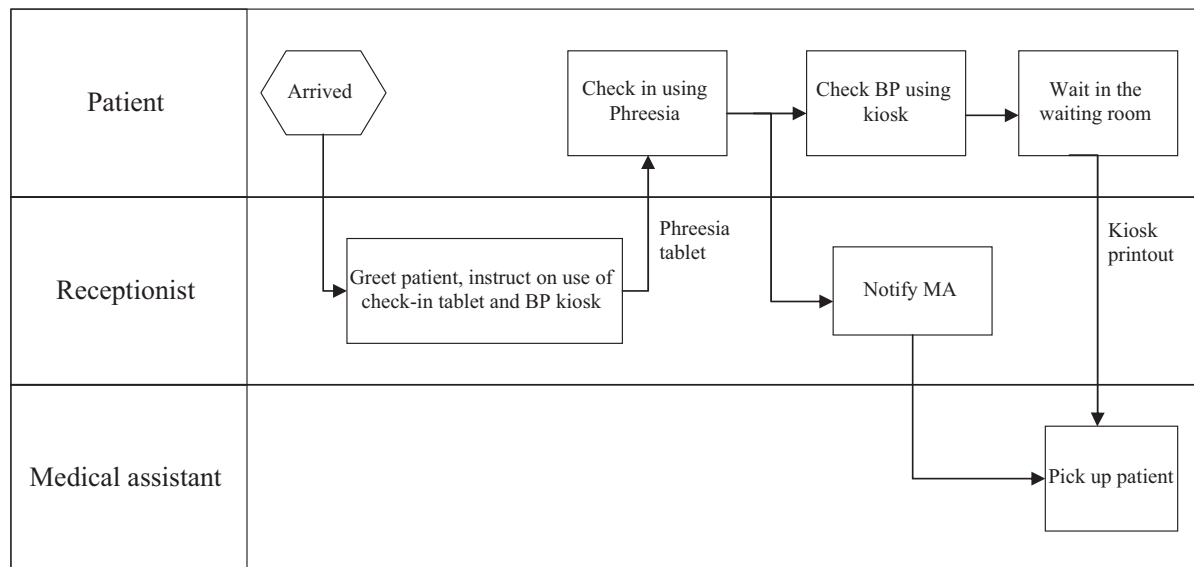 Patient
Arrived
Check in using
Phreesia
Check BP using
kiosk
Wait in the
waiting room
Receptionist
Greet patient, instruct on use of
check-in tablet and BP kiosk
Phreesia
tablet
Notify MA
Kiosk
printout
Medical assistant
Pick up patient